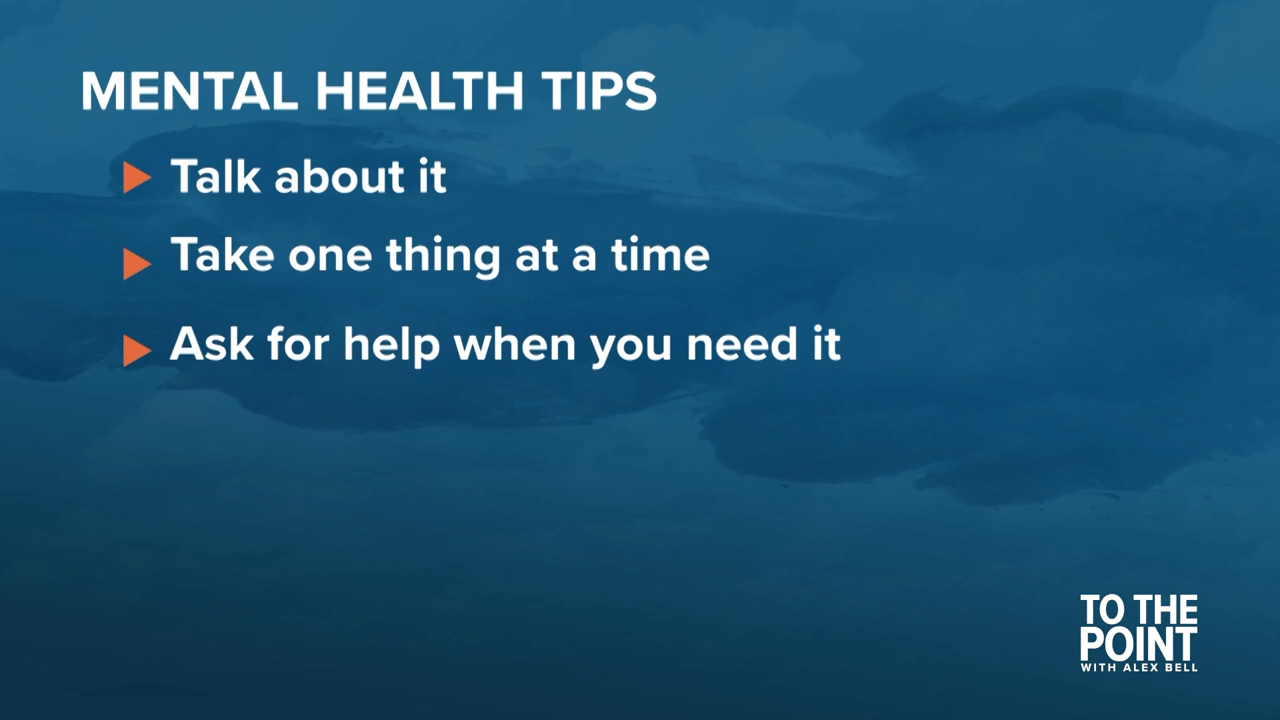 MENTAL HEALTH TIPS
Talk about it
Take one thing at a time
Ask for help when you need it
TO THE
POINT
WITH ALEX BELL